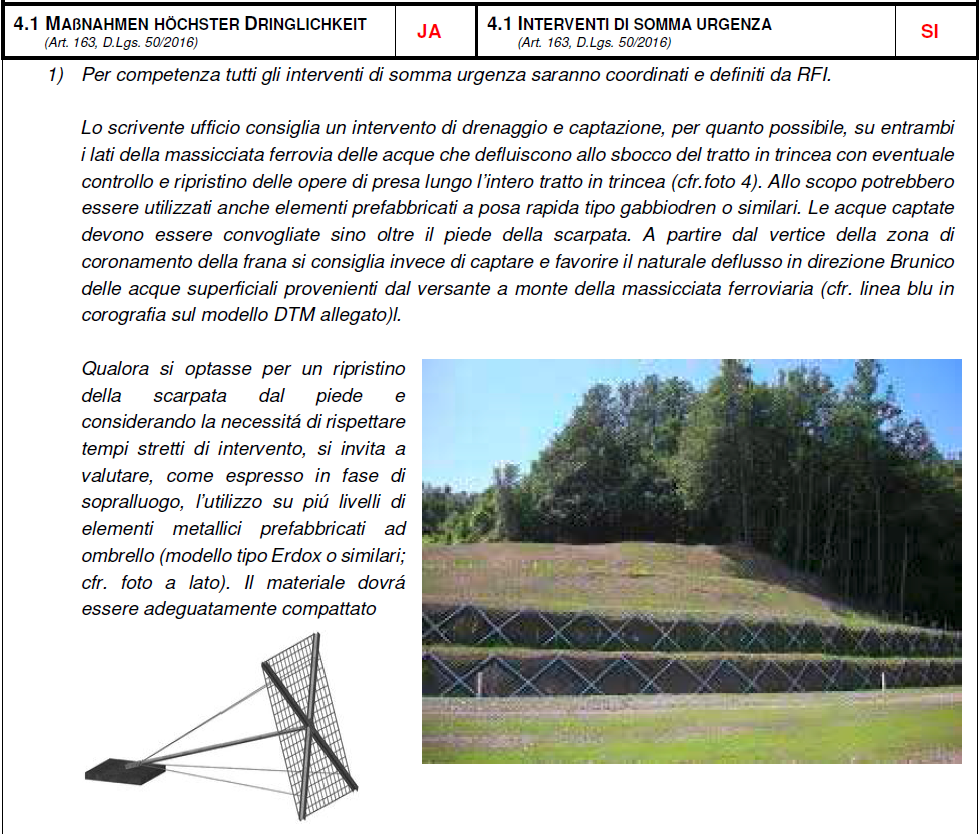 4.1 MAßNAHMEN HÖCHSTER DRINGLICHKEIT
(Art. 163, D.Lgs. 50/2016)
JA
4.1 INTERVENTI DI SOMMA URGENZA
(Art. 163, D.Lgs. 50/2016)
SI
1) Per competenza tutti gli interventi di somma urgenza saranno coordinati e definiti da RFI.
Lo scrivente ufficio consiglia un intervento di drenaggio e captazione, per quanto possibile, su entrambi
i lati della massicciata ferrovia delle acque che defluiscono allo sbocco del tratto in trincea con eventuale
controllo e ripristino delle opere di presa lungo l'intero tratto in trincea (cfr.foto 4). Allo scopo potrebbero
essere utilizzati anche elementi prefabbricati a posa rapida tipo gabbiodren o similari. Le acque captate
devono essere convogliate sino oltre il piede della scarpata. A partire dal vertice della zona di
coronamento della frana si consiglia invece di captare e favorire il naturale deflusso in direzione Brunico
delle acque superficiali provenienti dal versante a monte della massicciata ferroviaria (cfr. linea blu in
corografia sul modello DTM allegato)l.
Qualora si optasse per un ripristino
della scarpata dal piede e
considerando la necessitá di rispettare
tempi stretti di intervento, si invita a
valutare, come espresso in fase di
sopralluogo, l'utilizzo su piú livelli di
elementi metallici prefabbricati ad
ombrello (modello tipo Erdox o similari;
cfr. foto a lato). Il materiale dovrá
essere adeguatamente compattato